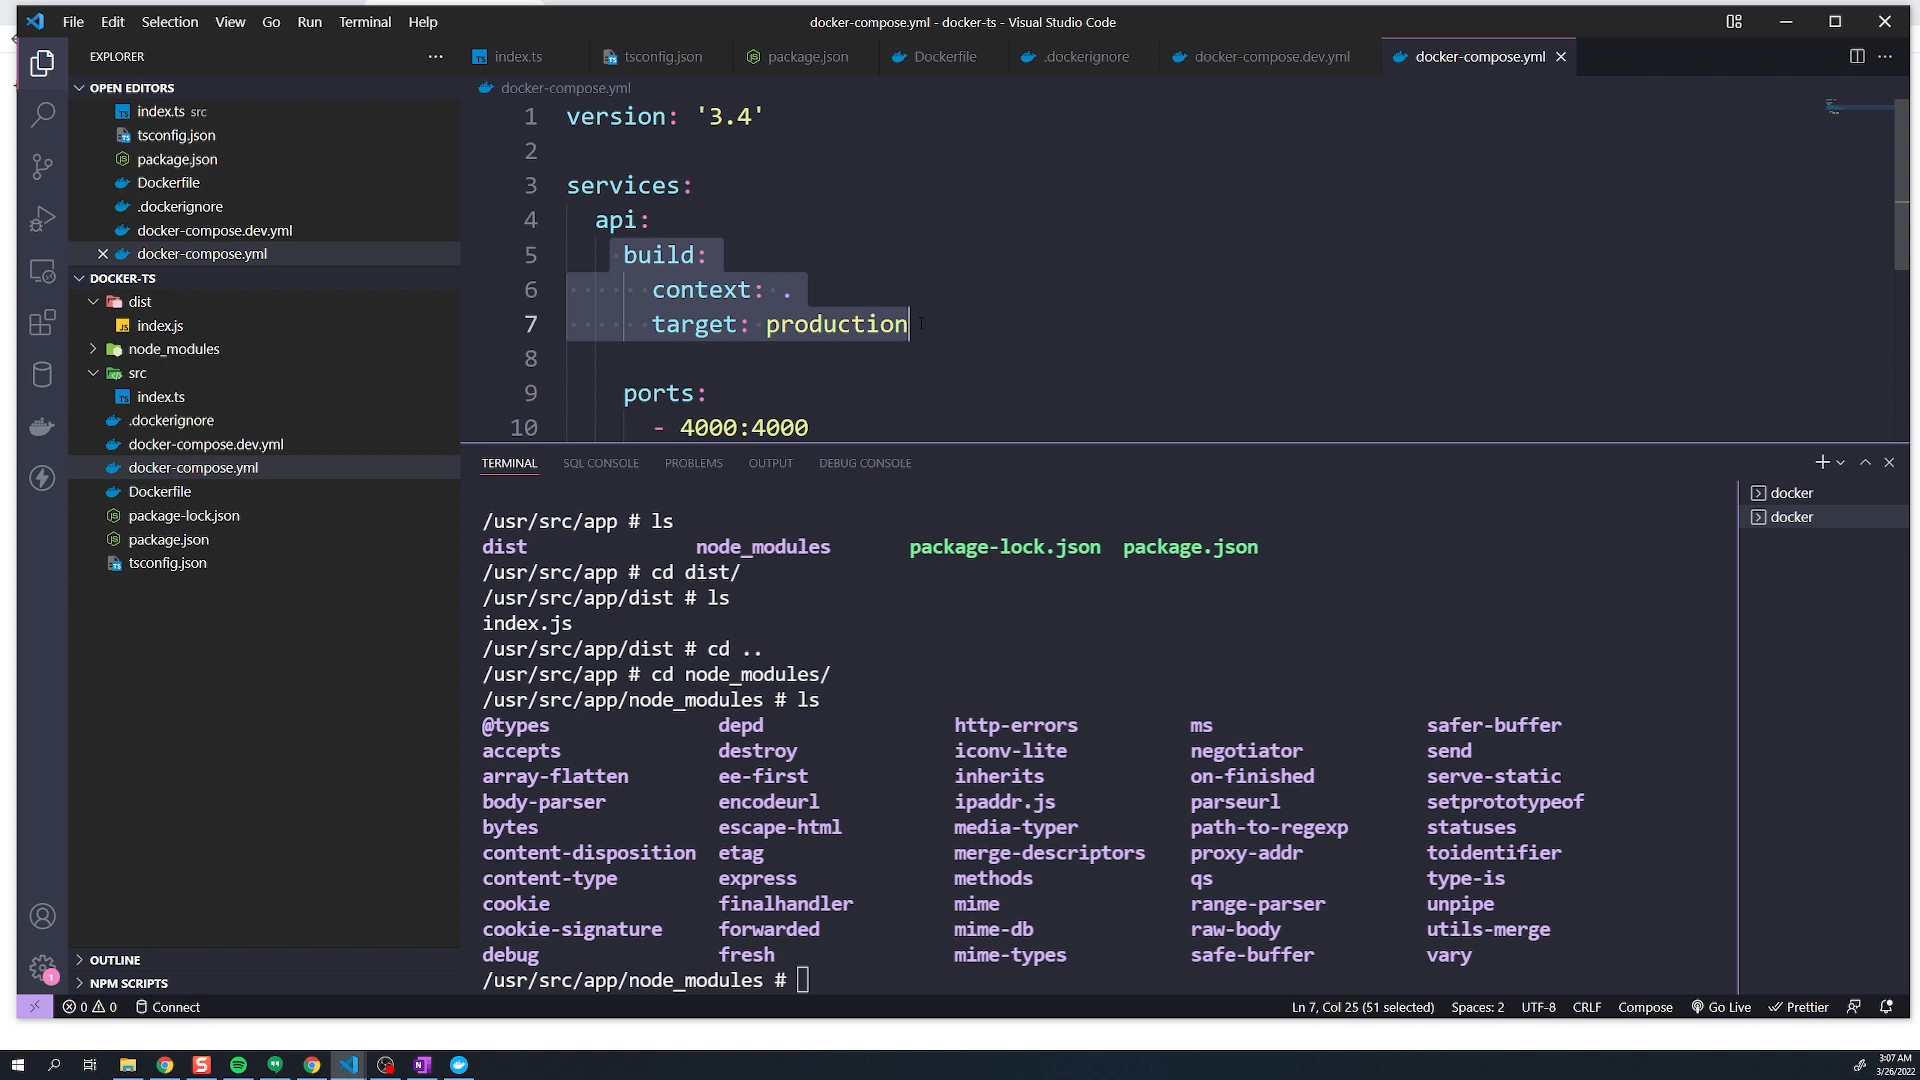 File Edit Selection View Go Run Terminal Help
docker-compose.yml - docker-ts - Visual Studio Code
EXPLORER
index.ts
tsconfig.json
package.json
Dockerfile
.dockerignore
docker-compose.dev.yml
docker-compose.yml
OPEN EDITORS
index.ts src
tsconfig.json
package.json
Dockerfile
.dockerignore
docker-compose.dev.yml
docker-compose.yml
DOCKER-TS
dist
index.js
node_modules
src
index.ts
.dockerignore
docker-compose.dev.yml
docker-compose.yml
Dockerfile
package-lock.json
package.json
tsconfig.json
OUTLINE
NPM SCRIPTS
docker-compose.yml
1 version: '3.4'
2
3 services:
4 api:
5 build:
6 context: .
7 target: production
8
9 ports:
10 - 4000:4000
TERMINAL SQL CONSOLE PROBLEMS OUTPUT DEBUG CONSOLE
docker
docker
/usr/src/app # ls
dist node_modules package-lock.json package.json
/usr/src/app # cd dist/
/usr/src/app/dist # ls
index.js
/usr/src/app/dist # cd ..
/usr/src/app # cd node_modules/
/usr/src/app/node_modules # ls
@types depd http-errors ms safer-buffer
accepts destroy iconv-lite negotiator send
array-flatten ee-first inherits on-finished serve-static
body-parser encodeurl ipaddr.js parseurl setprototypeof
bytes escape-html media-typer path-to-regexp statuses
content-disposition etag merge-descriptors proxy-addr toidentifier
content-type express methods qs type-is
cookie finalhandler mime range-parser unpipe
cookie-signature forwarded mime-db raw-body utils-merge
debug fresh mime-types safe-buffer vary
/usr/src/app/node_modules #
1
0 0 Connect
Ln 7, Col 25 (51 selected) Spaces: 2 UTF-8 CRLF Compose Go Live Prettier
3:07 AM
3/26/2022